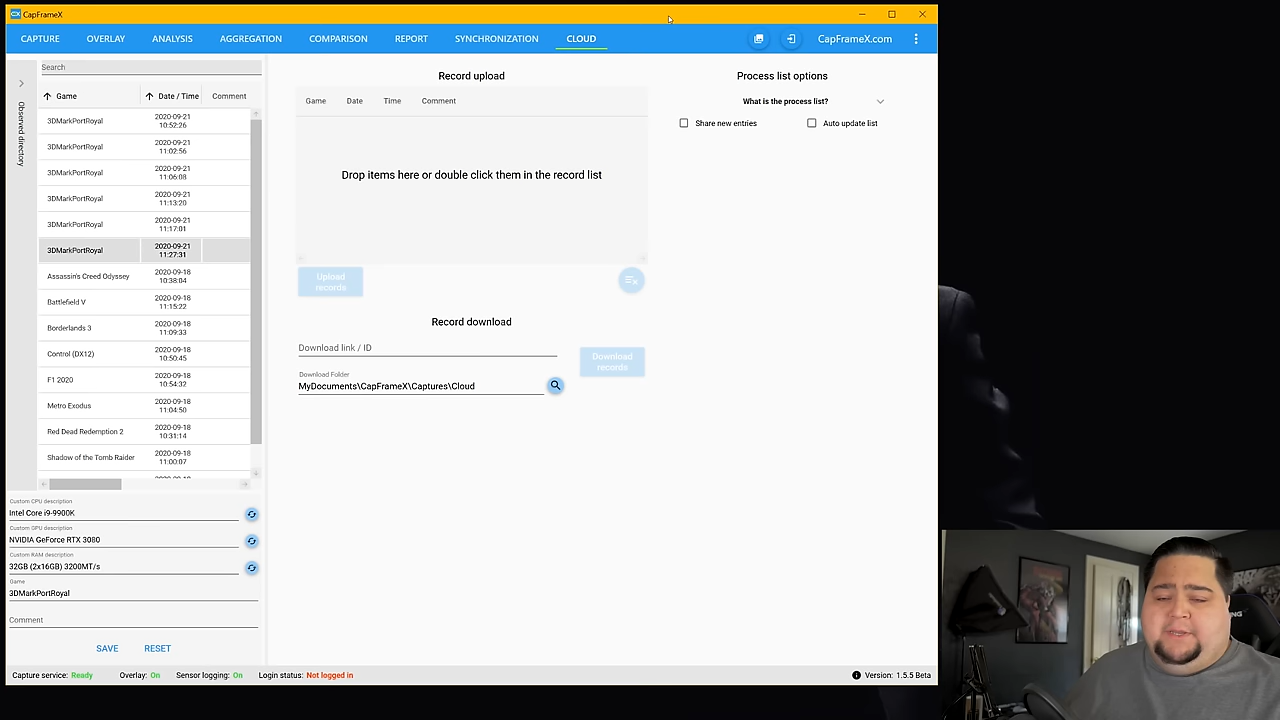 CapFrameX
CAPTURE OVERLAY ANALYSIS AGGREGATION COMPARISON REPORT SYNCHRONIZATION CLOUD CapFrameX.com
Observed directory
Search
Game Date / Time Comment
3DMarkPortRoyal 2020-09-21 10:52:26
3DMarkPortRoyal 2020-09-21 11:02:56
3DMarkPortRoyal 2020-09-21 11:06:08
3DMarkPortRoyal 2020-09-21 11:13:20
3DMarkPortRoyal 2020-09-21 11:17:01
3DMarkPortRoyal 2020-09-21 11:27:31
Assassin's Creed Odyssey 2020-09-18 10:38:04
Battlefield V 2020-09-18 11:15:22
Borderlands 3 2020-09-18 11:09:33
Control (DX12) 2020-09-18 10:50:45
F1 2020 2020-09-18 10:54:32
Metro Exodus 2020-09-18 11:04:50
Red Dead Redemption 2 2020-09-18 10:31:14
Shadow of the Tomb Raider 2020-09-18 11:00:07
Custom CPU description
Intel Core i9-9900K
Custom GPU description
NVIDIA GeForce RTX 3080
Custom RAM description
32GB (2x16GB) 3200MT/s
Game
3DMarkPortRoyal
Comment
SAVE RESET
Record upload
Game Date Time Comment
Drop items here or double click them in the record list
Upload
records
Record download
Download link / ID
Download Folder
MyDocuments\CapFrameX\Captures\Cloud
Download
records
Process list options
What is the process list?
Share new entries Auto update list
Capture service: Ready Overlay: On Sensor logging: On Login status: Not logged in Version: 1.5.5 Beta